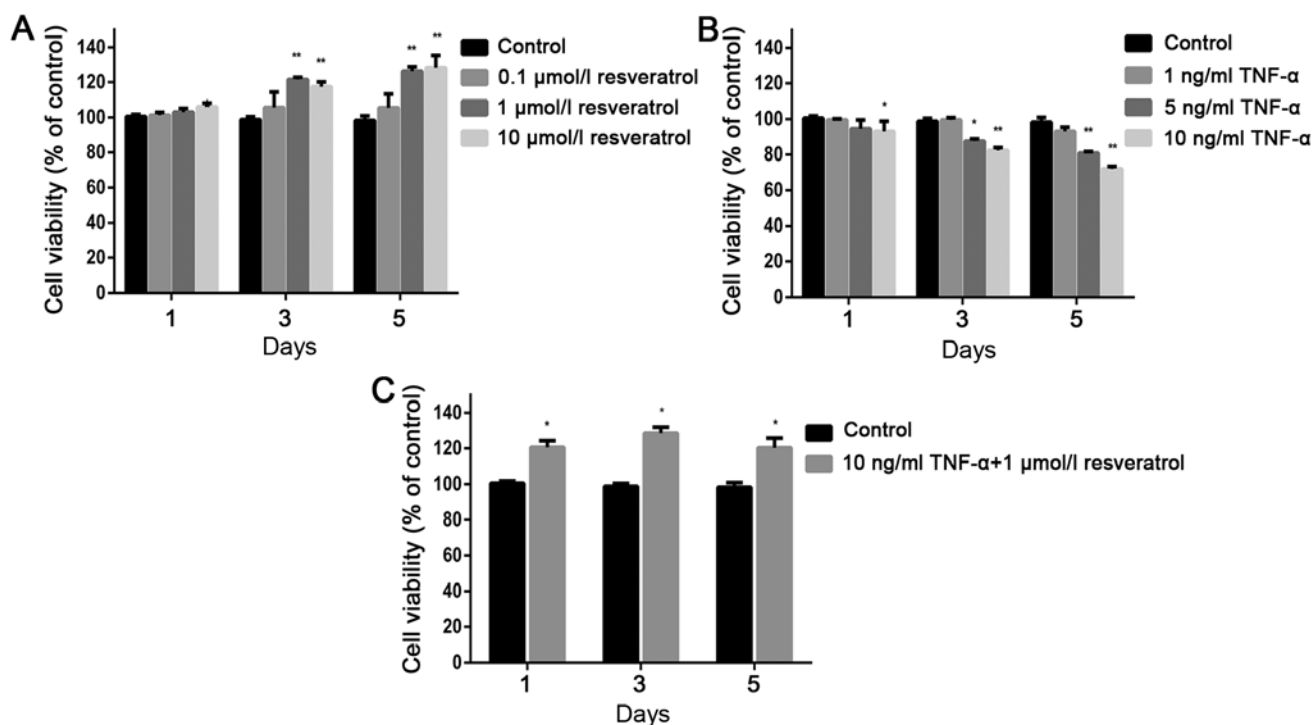 A
Cell viability (% of control)
140
120
100
80
60
40
20
0
*
**
**
**
**
1
3
5
Days
Control
0.1 μmol/l resveratrol
1 μmol/l resveratrol
10 μmol/l resveratrol
B
Cell viability (% of control)
140
120
100
80
60
40
20
0
*
*
**
**
**
1
3
5
Days
Control
1 ng/ml TNF-α
5 ng/ml TNF-α
10 ng/ml TNF-α
C
Cell viability (% of control)
140
120
100
80
60
40
20
0
*
*
*
1
3
5
Days
Control
10 ng/ml TNF-α+1 μmol/l resveratrol